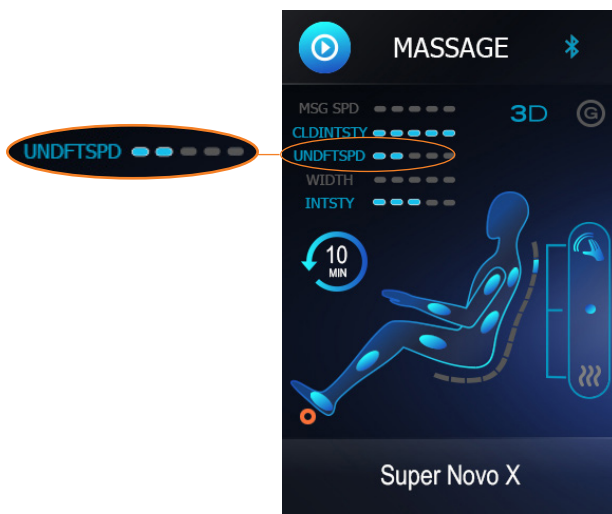 MASSAGE
MSG SPD
3D
G
CLDINTSTY
UNDFTSPD
UNDFTSPD
WIDTH
INTSTY
10
MIN
Super Novo X